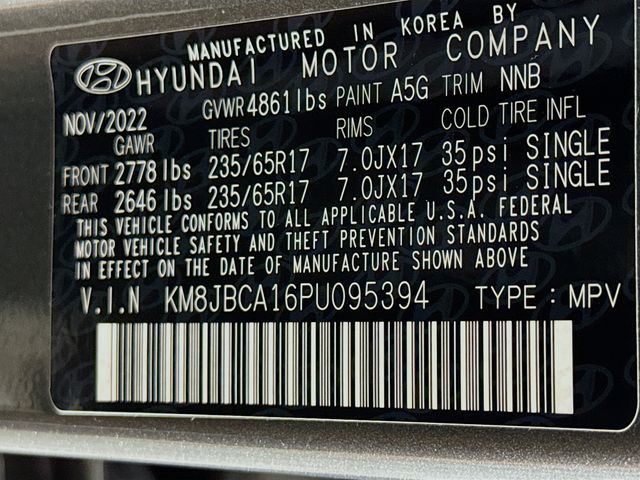 MANUFACTURED IN KOREA BY
HYUNDAI MOTOR COMPANY
NOV/2022 GVWR 4861lbs PAINT A5G TRIM NNB
GAWR TIRES RIMS COLD TIRE INFL
FRONT 2778 lbs 235/65R17 7.0JX17 35psi SINGLE
REAR 2646 lbs 235/65R17 7.0JX17 35psi SINGLE
THIS VEHICLE CONFORMS TO ALL APPLICABLE U.S.A. FEDERAL
MOTOR VEHICLE SAFETY AND THEFT PREVENTION STANDARDS
IN EFFECT ON THE DATE OF MANUFACTURE SHOWN ABOVE
V.I.N KM8JBCA16PU095394 TYPE : MPV